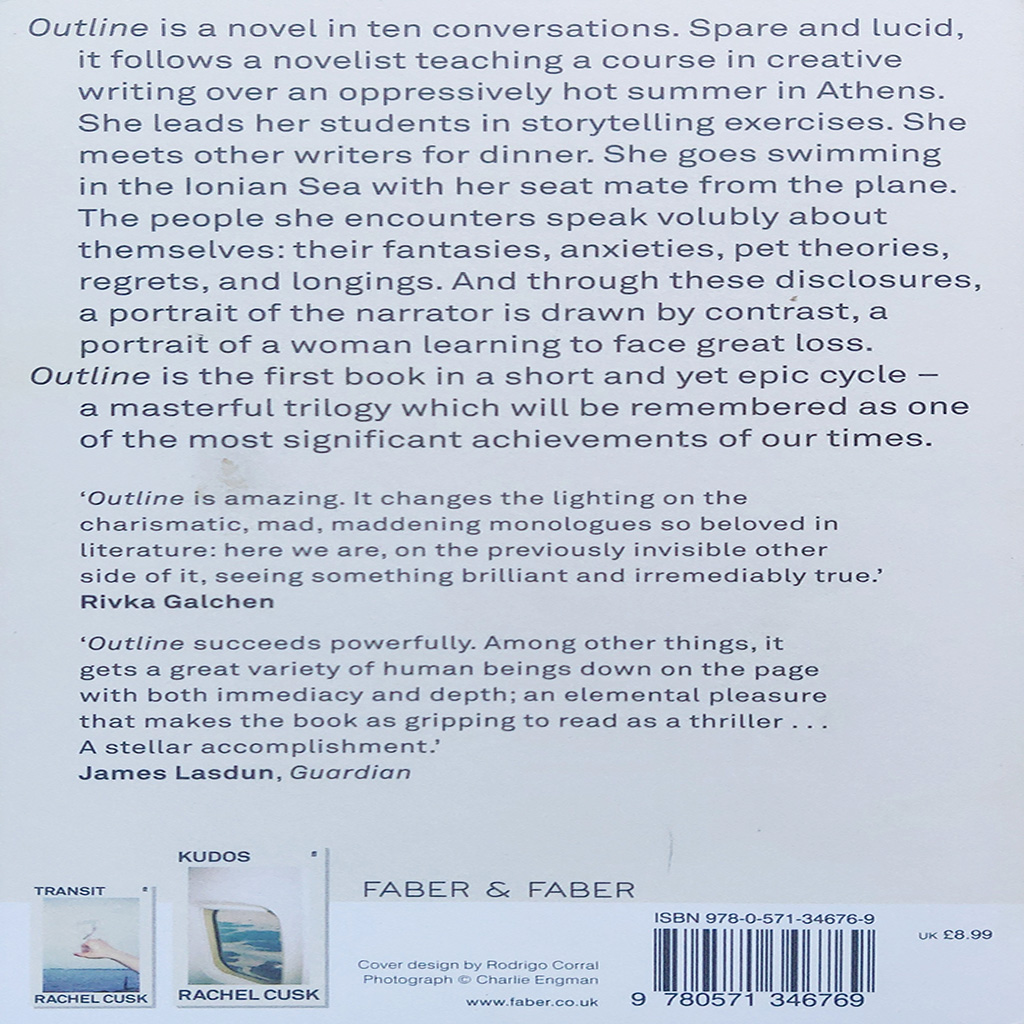 Outline is a novel in ten conversations. Spare and lucid,
it follows a novelist teaching a course in creative
writing over an oppressively hot summer in Athens.
She leads her students in storytelling exercises. She
meets other writers for dinner. She goes swimming
in the Ionian Sea with her seat mate from the plane.
The people she encounters speak volubly about
themselves: their fantasies, anxieties, pet theories,
regrets, and longings. And through these disclosures,
a portrait of the narrator is drawn by contrast, a
portrait of a woman learning to face great loss.
Outline is the first book in a short and yet epic cycle –
a masterful trilogy which will be remembered as one
of the most significant achievements of our times.
‘Outline is amazing. It changes the lighting on the
charismatic, mad, maddening monologues so beloved in
literature: here we are, on the previously invisible other
side of it, seeing something brilliant and irremediably true.’
Rivka Galchen
‘Outline succeeds powerfully. Among other things, it
gets a great variety of human beings down on the page
with both immediacy and depth; an elemental pleasure
that makes the book as gripping to read as a thriller . . .
A stellar accomplishment.’
James Lasdun, Guardian
TRANSIT
RACHEL CUSK
KUDOS
RACHEL CUSK
FABER & FABER
Cover design by Rodrigo Corral
Photograph © Charlie Engman
www.faber.co.uk
ISBN 978-0-571-34676-9
9 780571 346769
UK £8.99